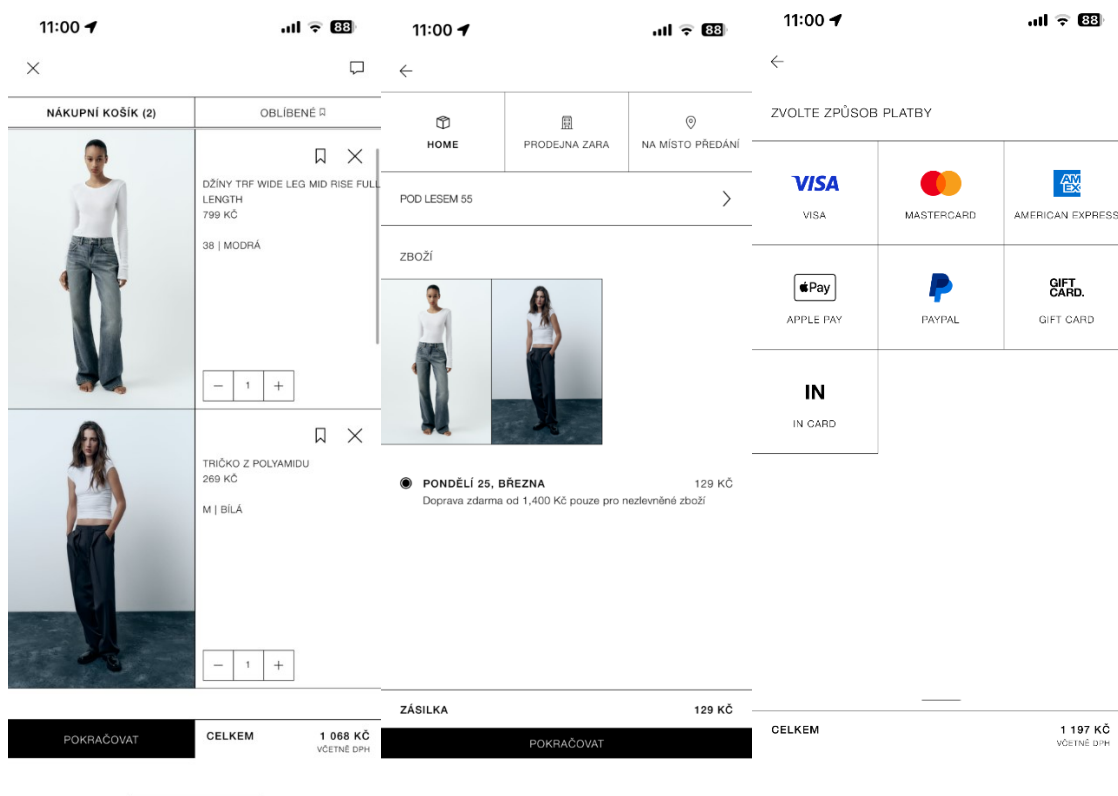 11:00
88
NÁKUPNÍ KOŠÍK (2)
OBLÍBENÉ
DŽÍNY TRF WIDE LEG MID RISE FULL
LENGTH
799 KČ
38 | MODRÁ
1
TRIČKO Z POLYAMIDU
269 KČ
M | BÍLÁ
1
POKRAČOVAT
CELKEM
1 068 KČ
VČETNĚ DPH
11:00
88
HOME
PRODEJNA ZARA
NA MÍSTO PŘEDÁNÍ
POD LESEM 55
ZBOŽÍ
PONDĚLÍ 25, BŘEZNA
129 KČ
Doprava zdarma od 1,400 Kč pouze pro nezlevněné zboží
ZÁSILKA
129 KČ
POKRAČOVAT
11:00
88
ZVOLTE ZPŮSOB PLATBY
VISA
VISA
MASTERCARD
AM
EX
AMERICAN EXPRESS
Pay
APPLE PAY
PAYPAL
GIFT
CARD.
GIFT CARD
IN
IN CARD
CELKEM
1 197 KČ
VČETNĚ DPH